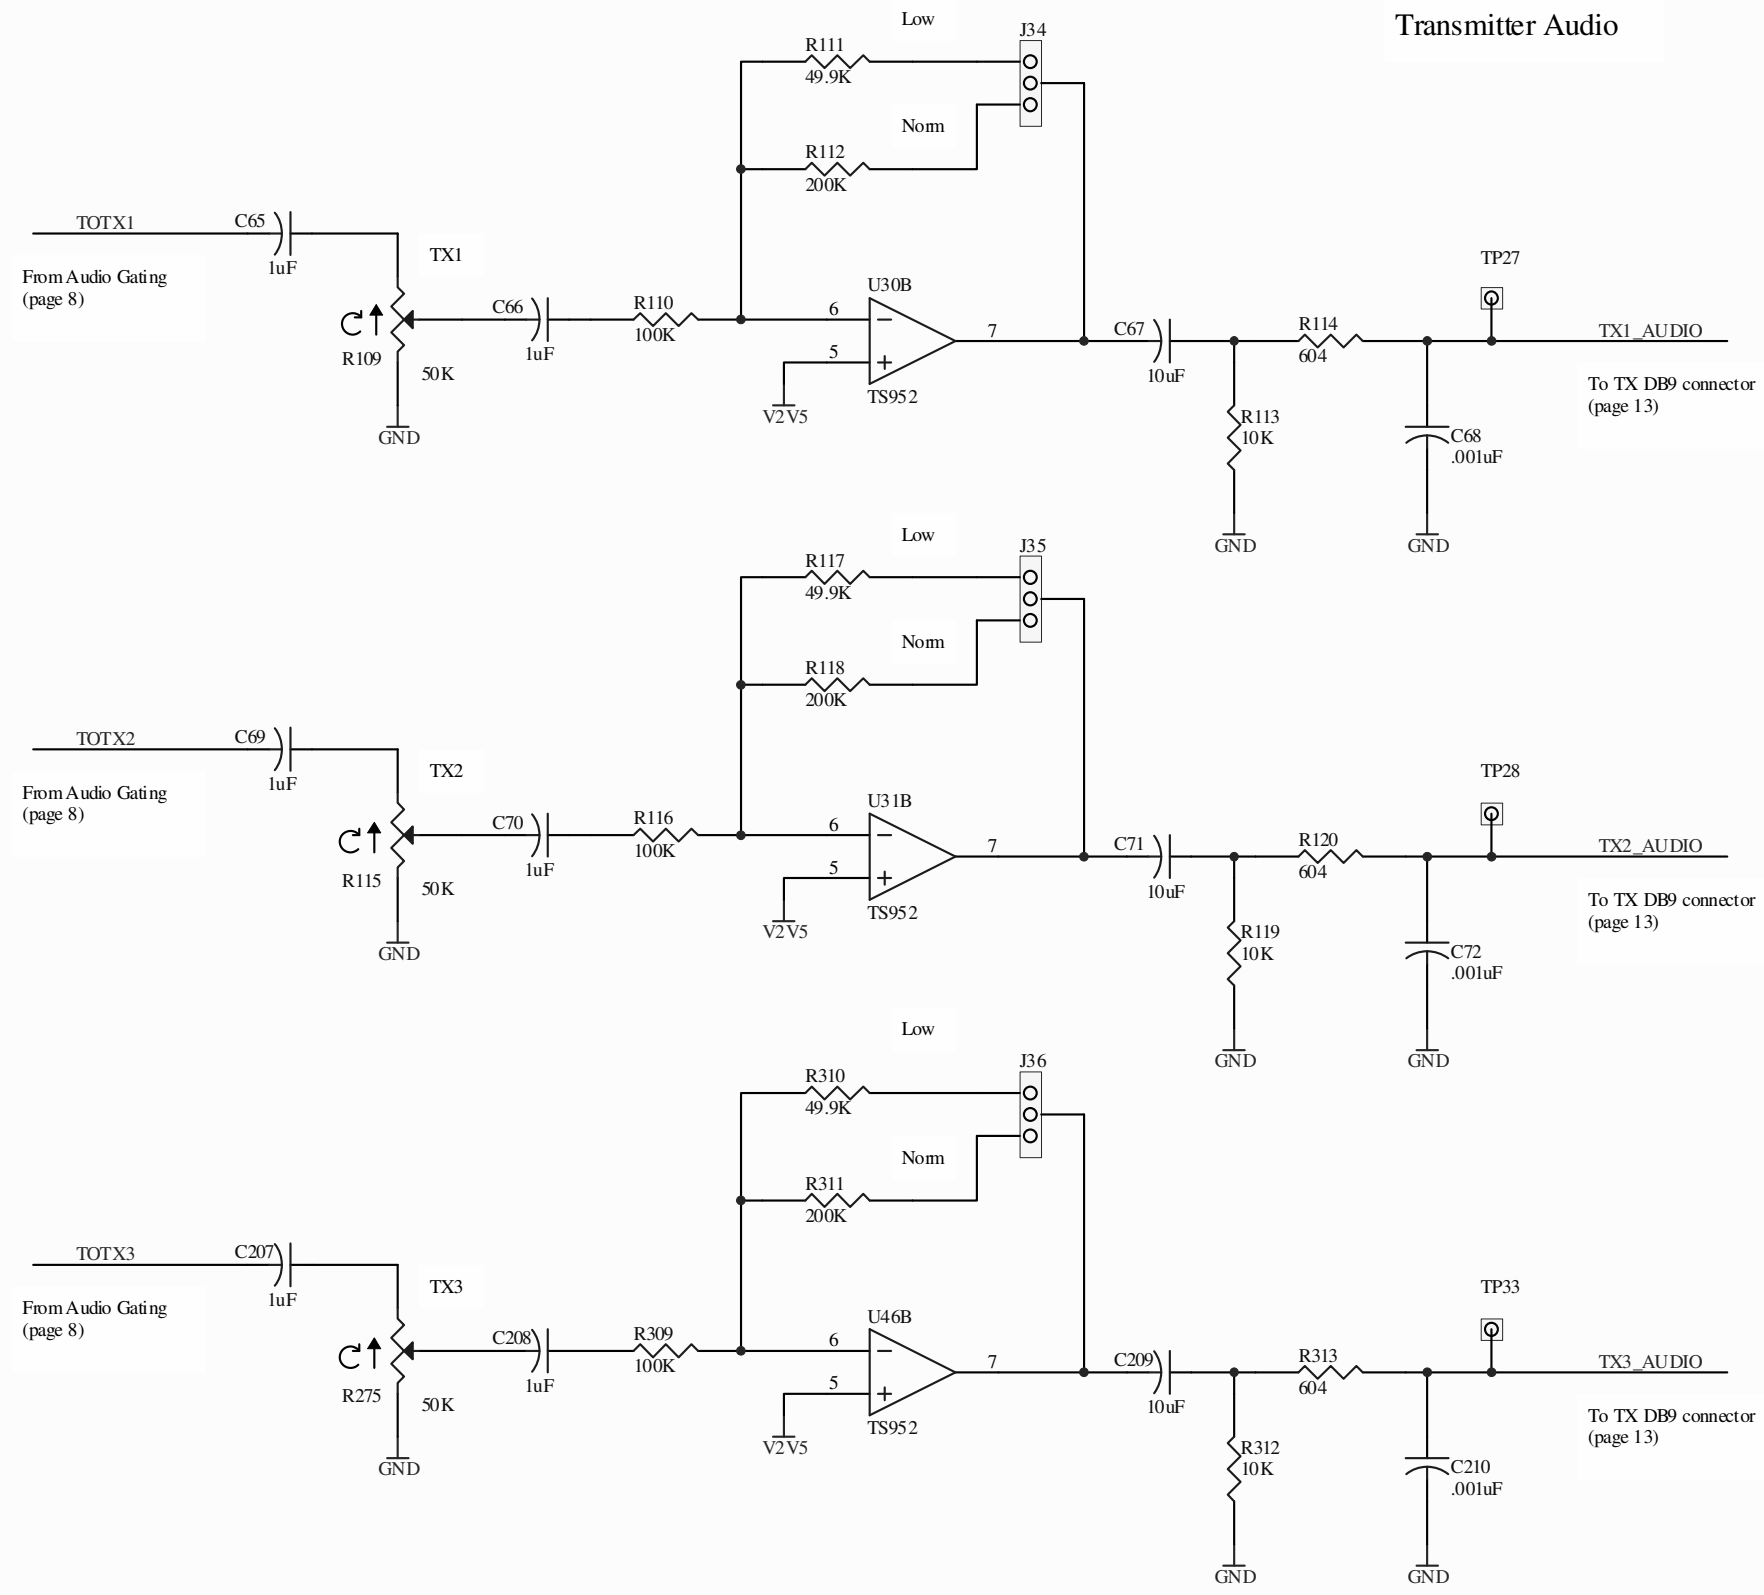 Transmitter Audio
Low
J34
R111
49.9K
Norm
R112
200K
TOTX1
C65
1uF
From Audio Gating
(page 8)
TX1
R109
50K
GND
C66
1uF
R110
100K
U30B
6
5
7
TS952
V2V5
C67
10uF
R113
10K
GND
R114
604
TP27
C68
.001uF
GND
TX1_AUDIO
To TX DB9 connector
(page 13)
Low
J35
R117
49.9K
Norm
R118
200K
TOTX2
C69
1uF
From Audio Gating
(page 8)
TX2
R115
50K
GND
C70
1uF
R116
100K
U31B
6
5
7
TS952
V2V5
C71
10uF
R119
10K
GND
R120
604
TP28
C72
.001uF
GND
TX2_AUDIO
To TX DB9 connector
(page 13)
Low
J36
R310
49.9K
Norm
R311
200K
TOTX3
C207
1uF
From Audio Gating
(page 8)
TX3
R275
50K
GND
C208
1uF
R309
100K
U46B
6
5
7
TS952
V2V5
C209
10uF
R312
10K
GND
R313
604
TP33
C210
.001uF
GND
TX3_AUDIO
To TX DB9 connector
(page 13)